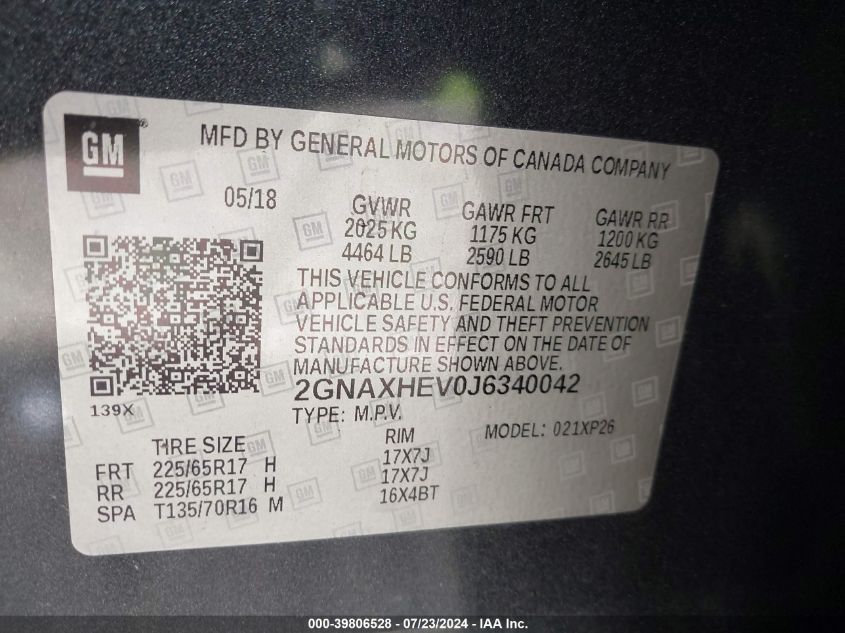 GM
MFD BY GENERAL MOTORS OF CANADA COMPANY
05/18
GVWR GAWR FRT GAWR RR
2025 KG 1175 KG 1200 KG
4464 LB 2590 LB 2645 LB
THIS VEHICLE CONFORMS TO ALL
APPLICABLE U.S. FEDERAL MOTOR
VEHICLE SAFETY AND THEFT PREVENTION
STANDARDS IN EFFECT ON THE DATE OF
MANUFACTURE SHOWN ABOVE.
139X
2GNAXHEV0J6340042
TYPE: M.P.V. MODEL: 021XP26
TIRE SIZE RIM
FRT 225/65R17 H 17X7J
RR 225/65R17 H 17X7J
SPA T135/70R16 M 16X4BT
000-39806528 - 07/23/2024 - IAA Inc.